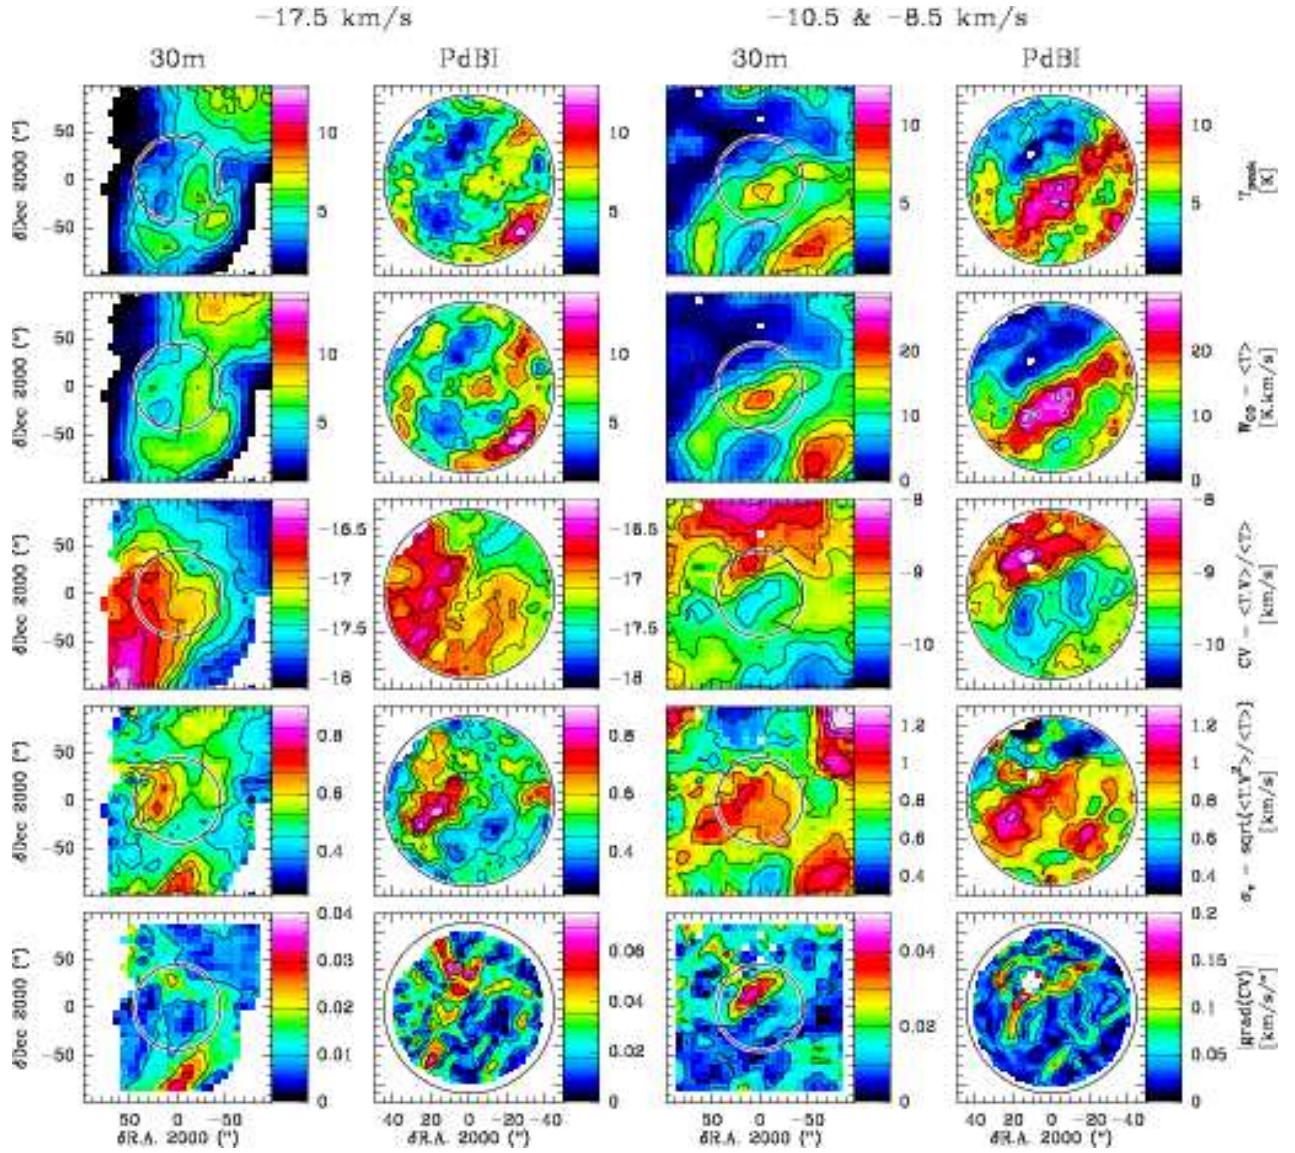 −17.5 km/s −10.5 & −8.5 km/s
30m PdBI 30m PdBI
δDec 2000 (") 50 0 −50 10 5 10 5 10 5 10 5 T_peak [K]
δDec 2000 (") 50 0 −50 10 5 10 5 20 10 0 20 10 0 W_CO − <T> [K.km/s]
δDec 2000 (") 50 0 −50 −16.5 −17 −17.5 −18 −16.5 −17 −17.5 −18 −8 −9 −10 −8 −9 −10 CV − <T.V>/<T> [km/s]
δDec 2000 (") 50 0 −50 0.8 0.6 0.4 0.8 0.6 0.4 1.2 1 0.8 0.6 0.4 1.2 1 0.8 0.6 0.4 σ_v − sqrt(<T.V²>/<T>) [km/s]
δDec 2000 (") 50 0 −50 0.04 0.03 0.02 0.01 0 0.06 0.04 0.02 0 0.04 0.02 0 0.2 0.15 0.1 0.05 0 |grad(CV)| [km/s/"]
50 0 −50 40 20 0 −20 −40 50 0 −50 40 20 0 −20 −40
δR.A. 2000 (") δR.A. 2000 (") δR.A. 2000 (") δR.A. 2000 (")